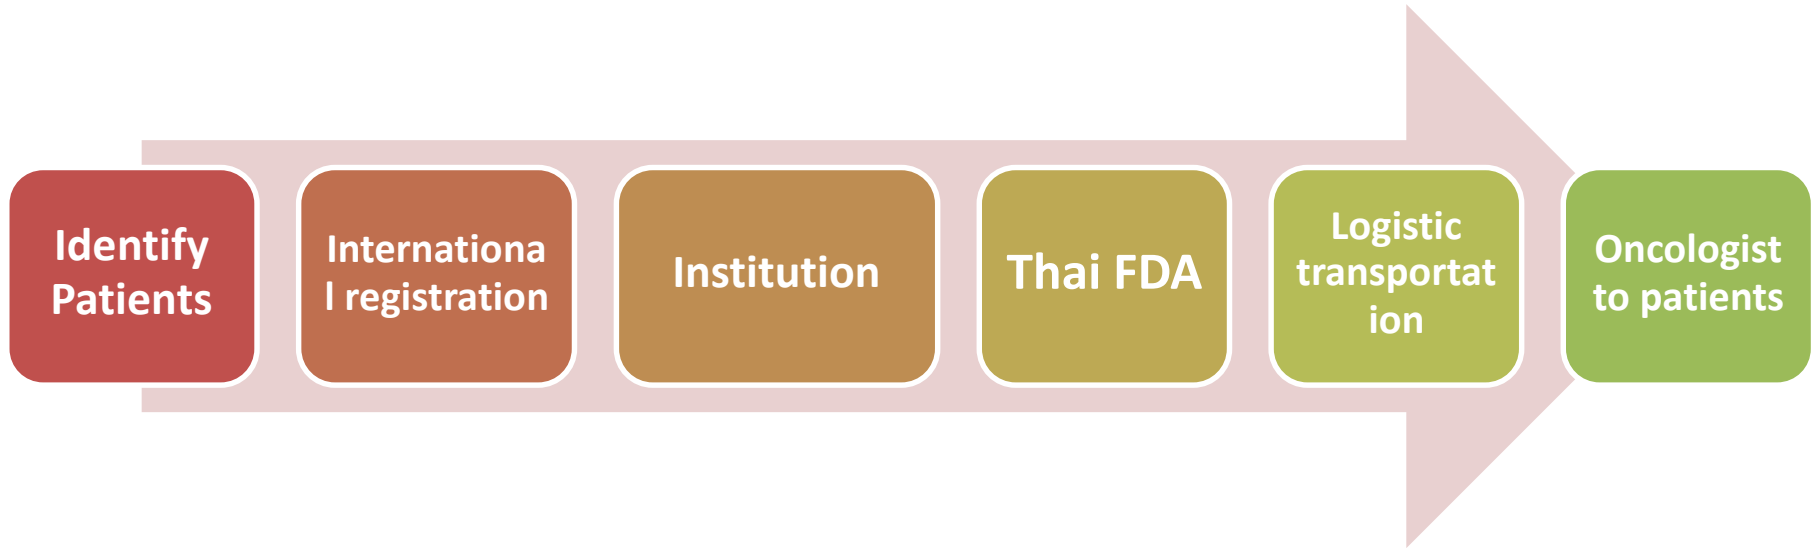 Identify
Patients
Internationa
l registration
Institution
Thai FDA
Logistic
transportat
ion
Oncologist
to patients